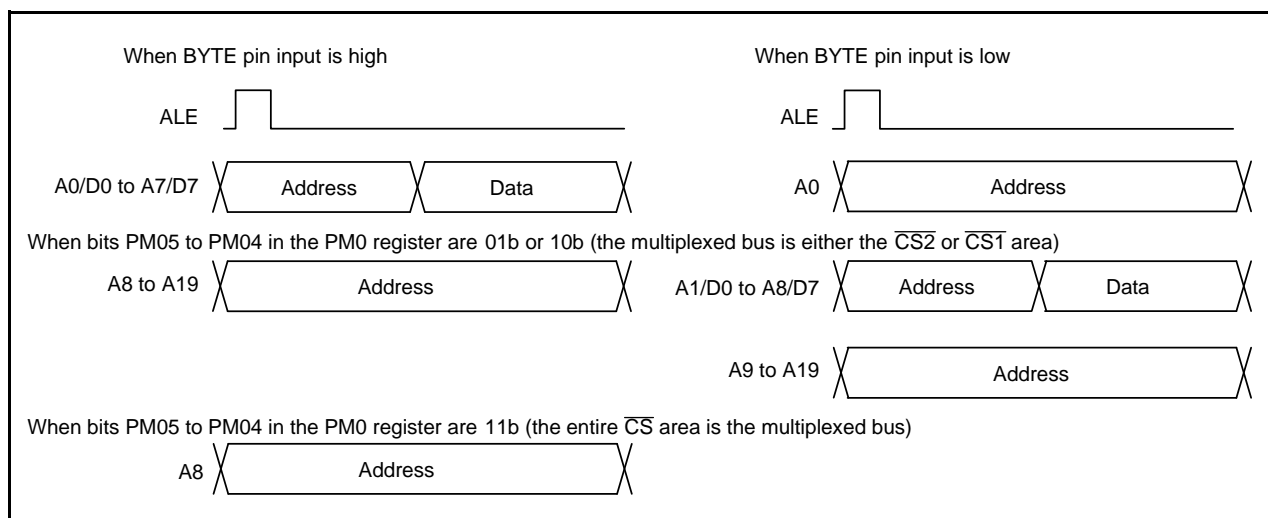 When BYTE pin input is high
When BYTE pin input is low
ALE
ALE
A0/D0 to A7/D7
Address
Data
A0
Address
When bits PM05 to PM04 in the PM0 register are 01b or 10b (the multiplexed bus is either the CS2 or CS1 area)
A8 to A19
Address
A1/D0 to A8/D7
Address
Data
A9 to A19
Address
When bits PM05 to PM04 in the PM0 register are 11b (the entire CS area is the multiplexed bus)
A8
Address